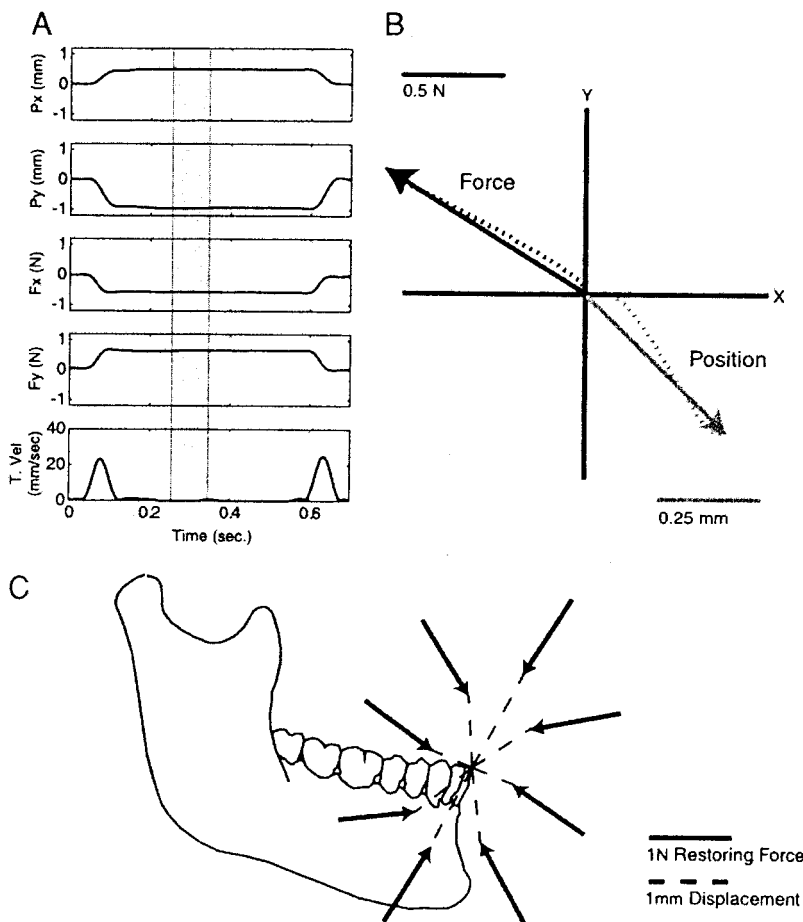 A
1
0
-1
Px (mm)
1
0
-1
Py (mm)
1
0
-1
Fx (N)
1
0
-1
Fy (N)
40
20
0
T. Vel
(mm/sec)
0 0.2 0.4 0.6
Time (sec.)
B
0.5 N
Y
Force
X
Position
0.25 mm
C
1N Restoring Force
1mm Displacement